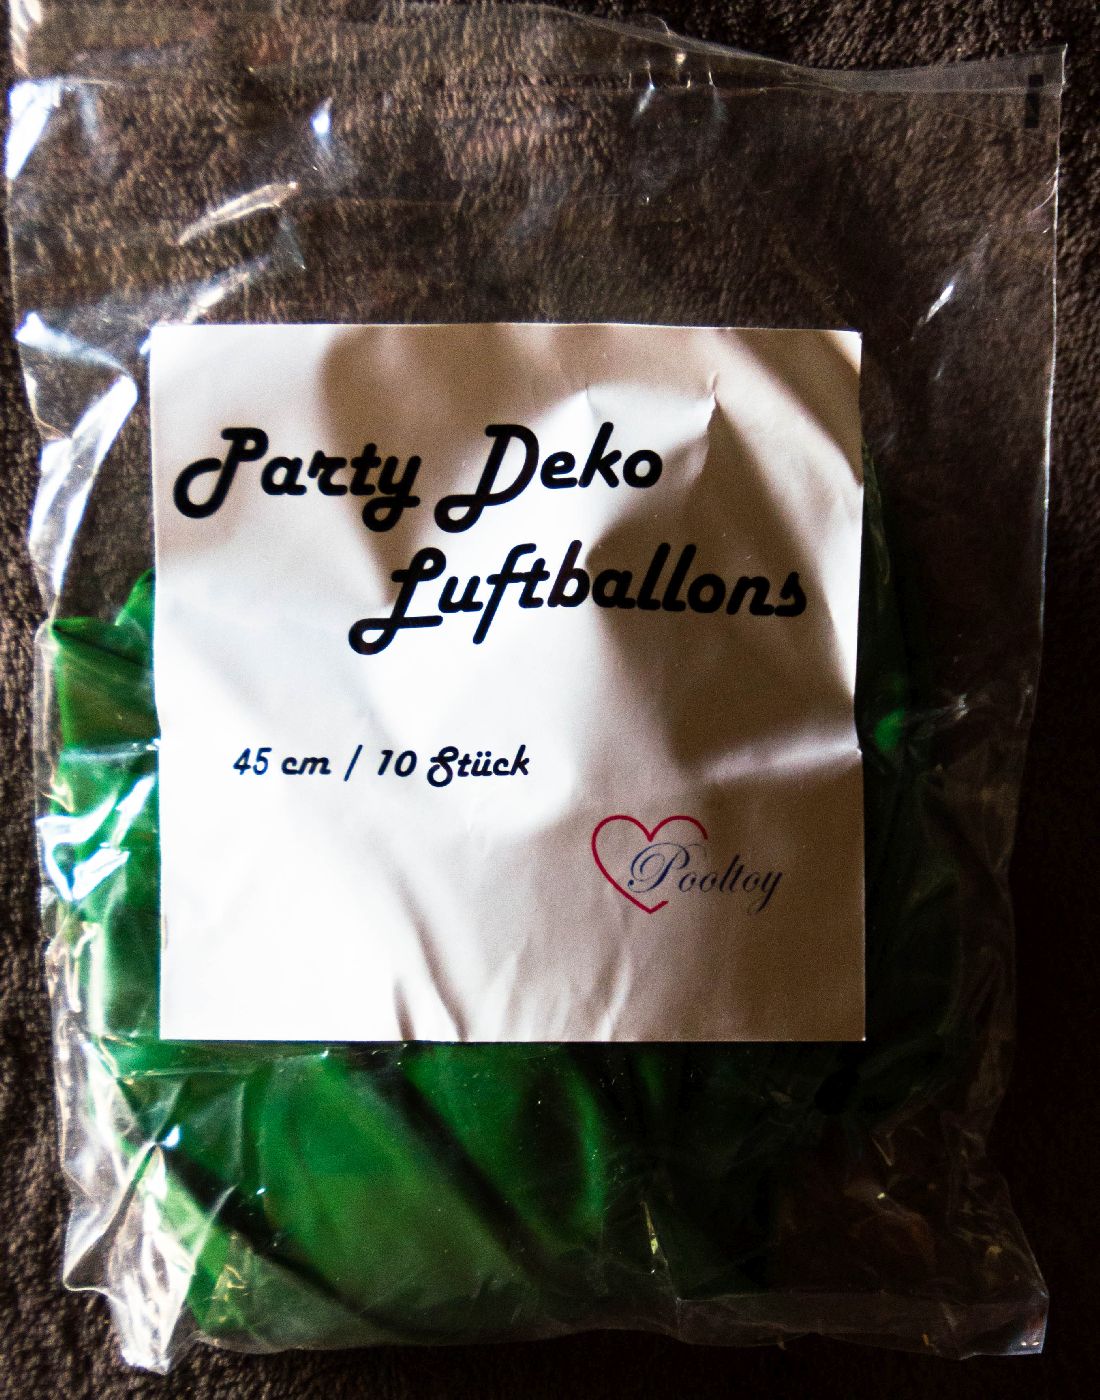 Party Deko
Luftballons
45 cm / 10 Stück
Pooltoy